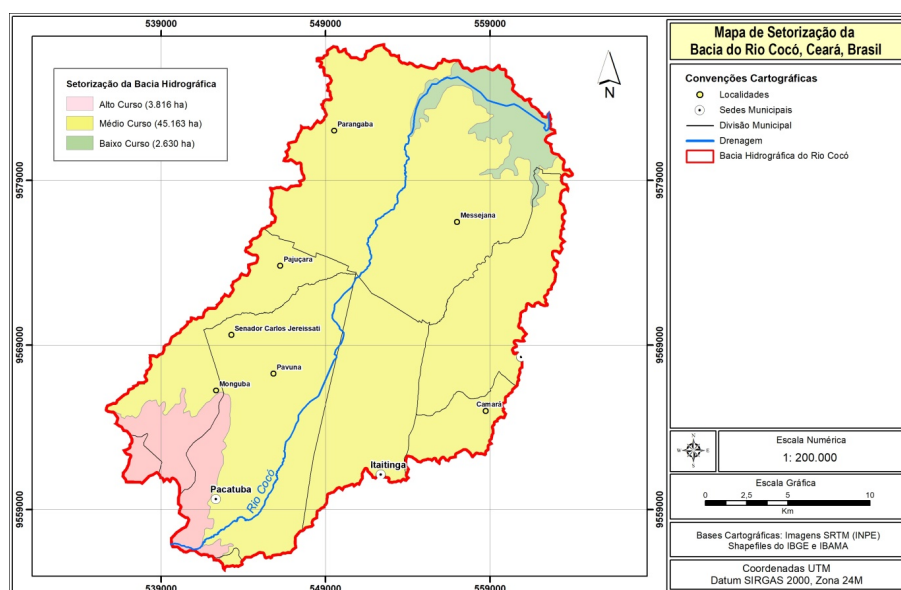 539000
549000
559000
Setorização da Bacia Hidrográfica
Alto Curso (3.816 ha)
Médio Curso (45.163 ha)
Baixo Curso (2.630 ha)
N
Parangaba
9579000
9579000
Messejana
Pajuçara
Senador Carlos Jereissati
9569000
9569000
Pavuna
Monguba
Camará
Itaitinga
Pacatuba
Rio Cocó
9559000
9559000
539000
549000
559000
Mapa de Setorização da
Bacia do Rio Cocó, Ceará, Brasil
Convenções Cartográficas
Localidades
Sedes Municipais
Divisão Municipal
Drenagem
Bacia Hidrográfica do Rio Cocó
N
W
E
S
Escala Numérica
1: 200.000
Escala Gráfica
0 2,5 5 10
Km
Bases Cartográficas: Imagens SRTM (INPE)
Shapefiles do IBGE e IBAMA
Coordenadas UTM
Datum SIRGAS 2000, Zona 24M